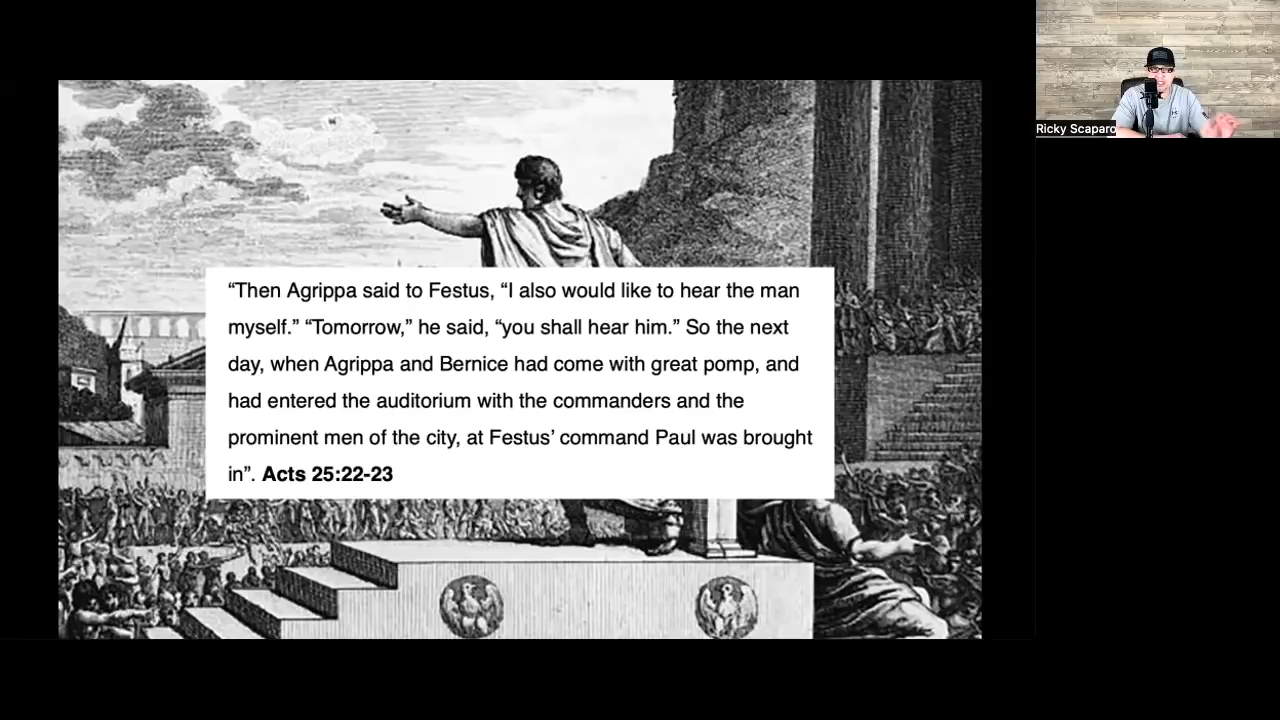 “Then Agrippa said to Festus, “I also would like to hear the man
myself.” “Tomorrow,” he said, “you shall hear him.” So the next
day, when Agrippa and Bernice had come with great pomp, and
had entered the auditorium with the commanders and the
prominent men of the city, at Festus’ command Paul was brought
in”. Acts 25:22-23
Ricky Scaparo